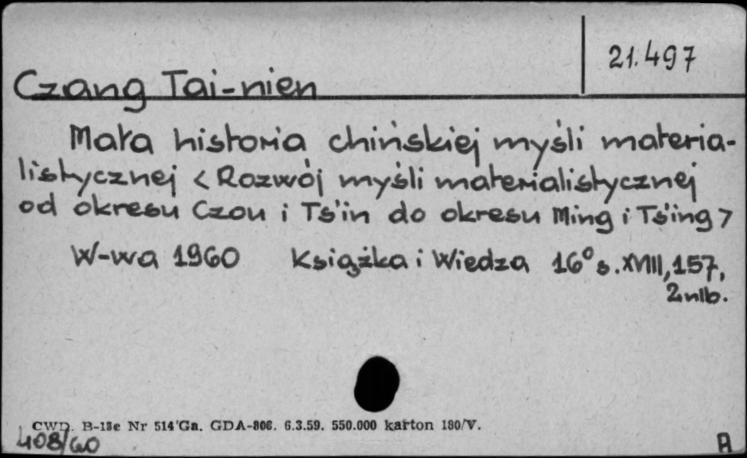 21.497
Czang Tai-nien
Mała historia chińskiej myśli materia-
listycznej < Rozwój myśli materialistycznej
od okresu Czou i Ts'in do okresu Ming i Ts'ing >
W-wa 1960 Książka i Wiedza 16° s. XVIII, 157,
2 nlb.
CWD. B-13e Nr 514 Ga. GDA-806. 6.3.59. 550.000 karton 180/V.
408/60
A